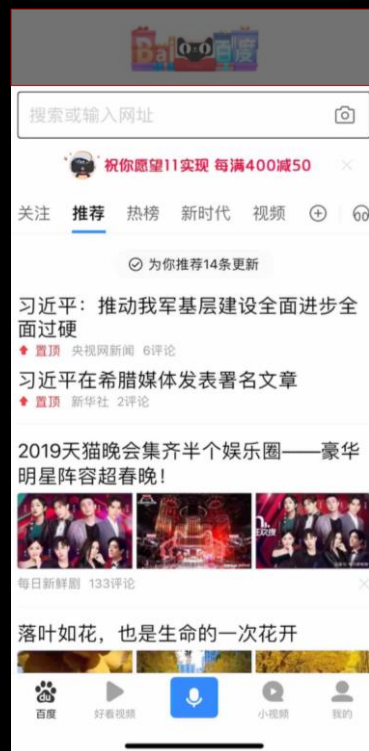 Bai 百度
搜索或输入网址
祝你愿望11实现 每满400减50
关注 推荐 热榜 新时代 视频
为你推荐14条更新
习近平：推动我军基层建设全面进步全
面过硬
置顶 央视网新闻 6评论
习近平在希腊媒体发表署名文章
置顶 新华社 2评论
2019天猫晚会集齐半个娱乐圈——豪华
明星阵容超春晚！
每日新鲜剧 133评论
落叶如花，也是生命的一次花开
du
百度 好看视频 小视频 我的